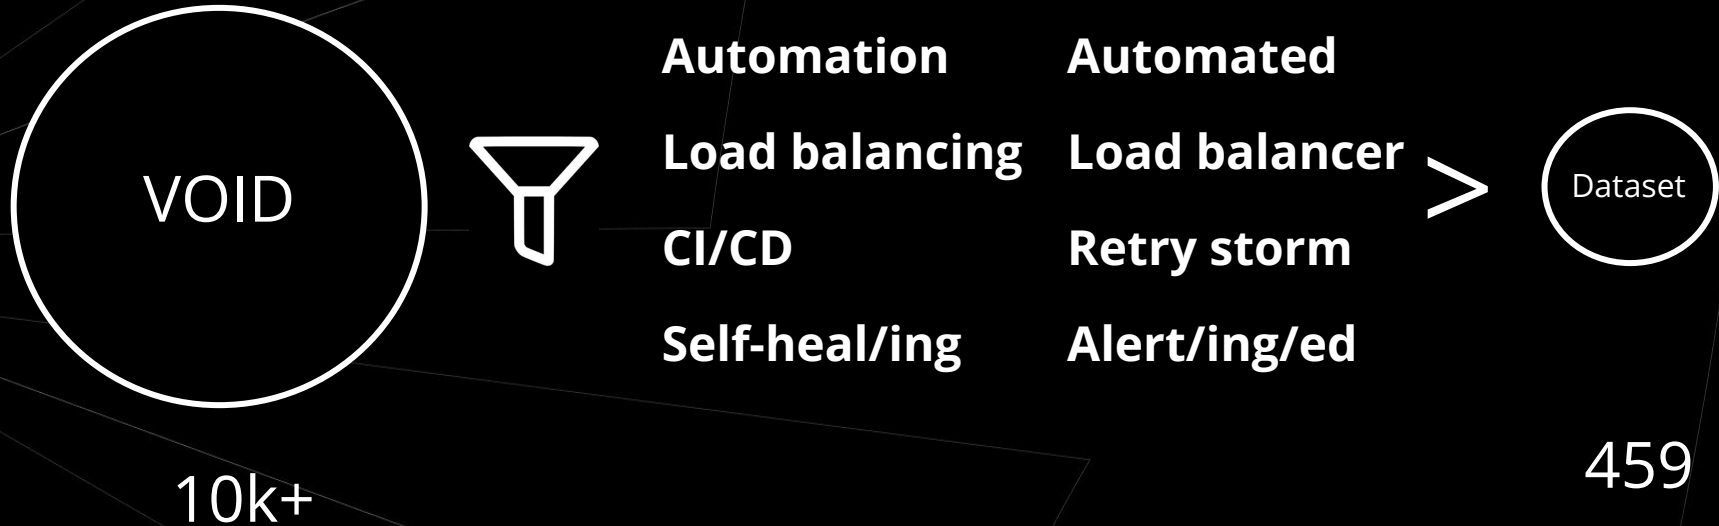 VOID
Automation
Load balancing
CI/CD
Self-heal/ing
Automated
Load balancer
Retry storm
Alert/ing/ed
>
Dataset
10k+
459